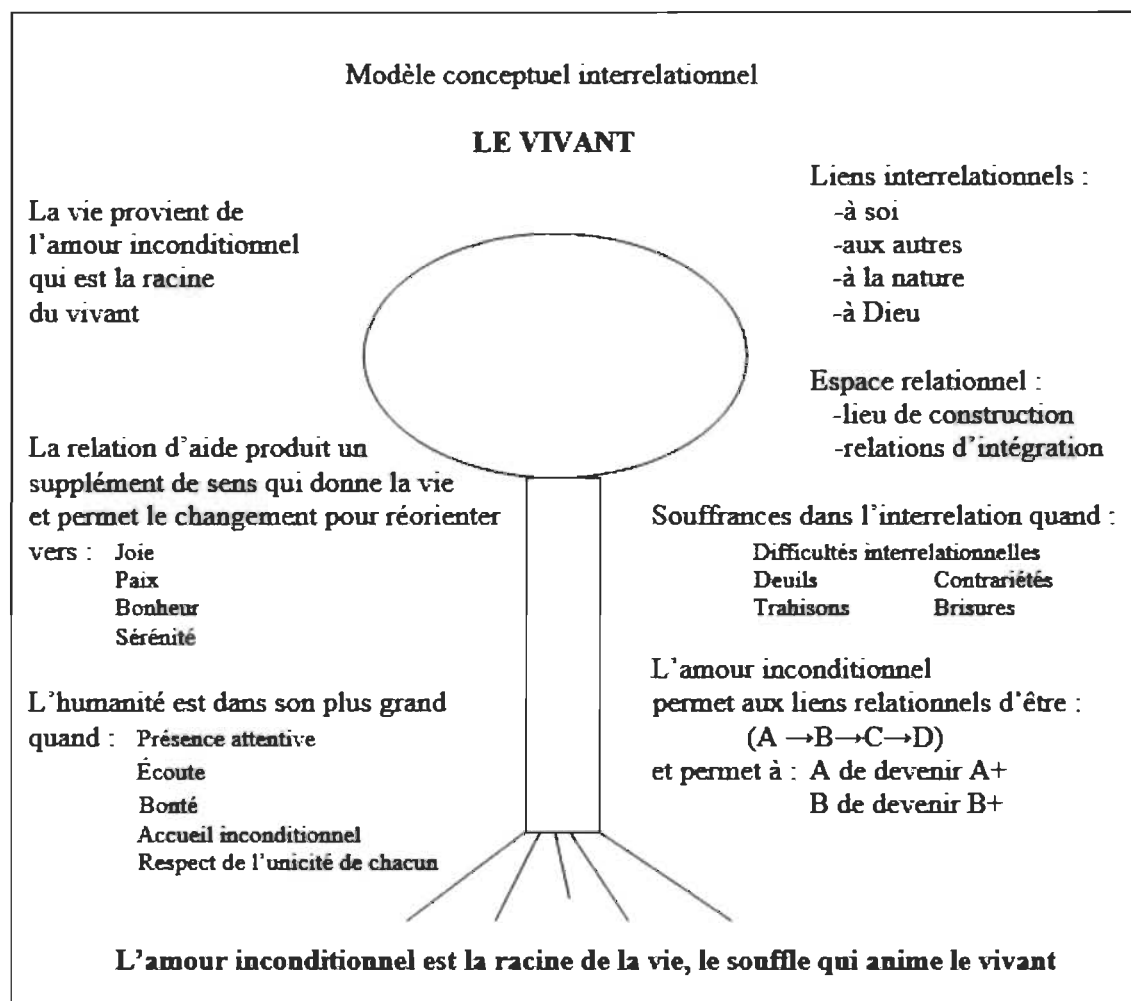 Modèle conceptuel interrelationnel
LE VIVANT
La vie provient de
l'amour inconditionnel
qui est la racine
du vivant
La relation d'aide produit un
supplément de sens qui donne la vie
et permet le changement pour réorienter
vers : Joie
Paix
Bonheur
Sérénité
L'humanité est dans son plus grand
quand : Présence attentive
Écoute
Bonté
Accueil inconditionnel
Respect de l'unicité de chacun
Liens interrelationnels :
-à soi
-aux autres
-à la nature
-à Dieu
Espace relationnel :
-lieu de construction
-relations d'intégration
Souffrances dans l'interrelation quand :
Difficultés interrelationnelles
Deuils Contrariétés
Trahisons Brisures
L'amour inconditionnel
permet aux liens relationnels d'être :
(A →B→C→D)
et permet à : A de devenir A+
B de devenir B+
L'amour inconditionnel est la racine de la vie, le souffle qui anime le vivant